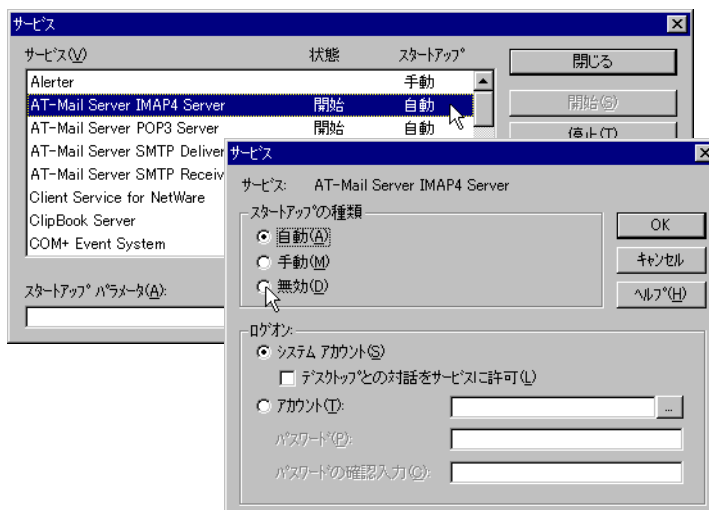 サービス
サービス(V) 状態 スタートアップ
閉じる
Alerter 手動
AT-Mail Server IMAP4 Server 開始 自動
開始(S)
AT-Mail Server POP3 Server 開始 自動
停止(T)
AT-Mail Server SMTP Deliver
AT-Mail Server SMTP Receiv
Client Service for NetWare
ClipBook Server
COM+ Event System
スタートアップ パラメータ(A):
サービス
サービス: AT-Mail Server IMAP4 Server
スタートアップの種類
自動(A)
手動(M)
無効(D)
OK
キャンセル
ヘルプ(H)
ログオン:
システム アカウント(S)
デスクトップとの対話をサービスに許可(L)
アカウント(T):
...
パスワード(P):
パスワードの確認入力(C):